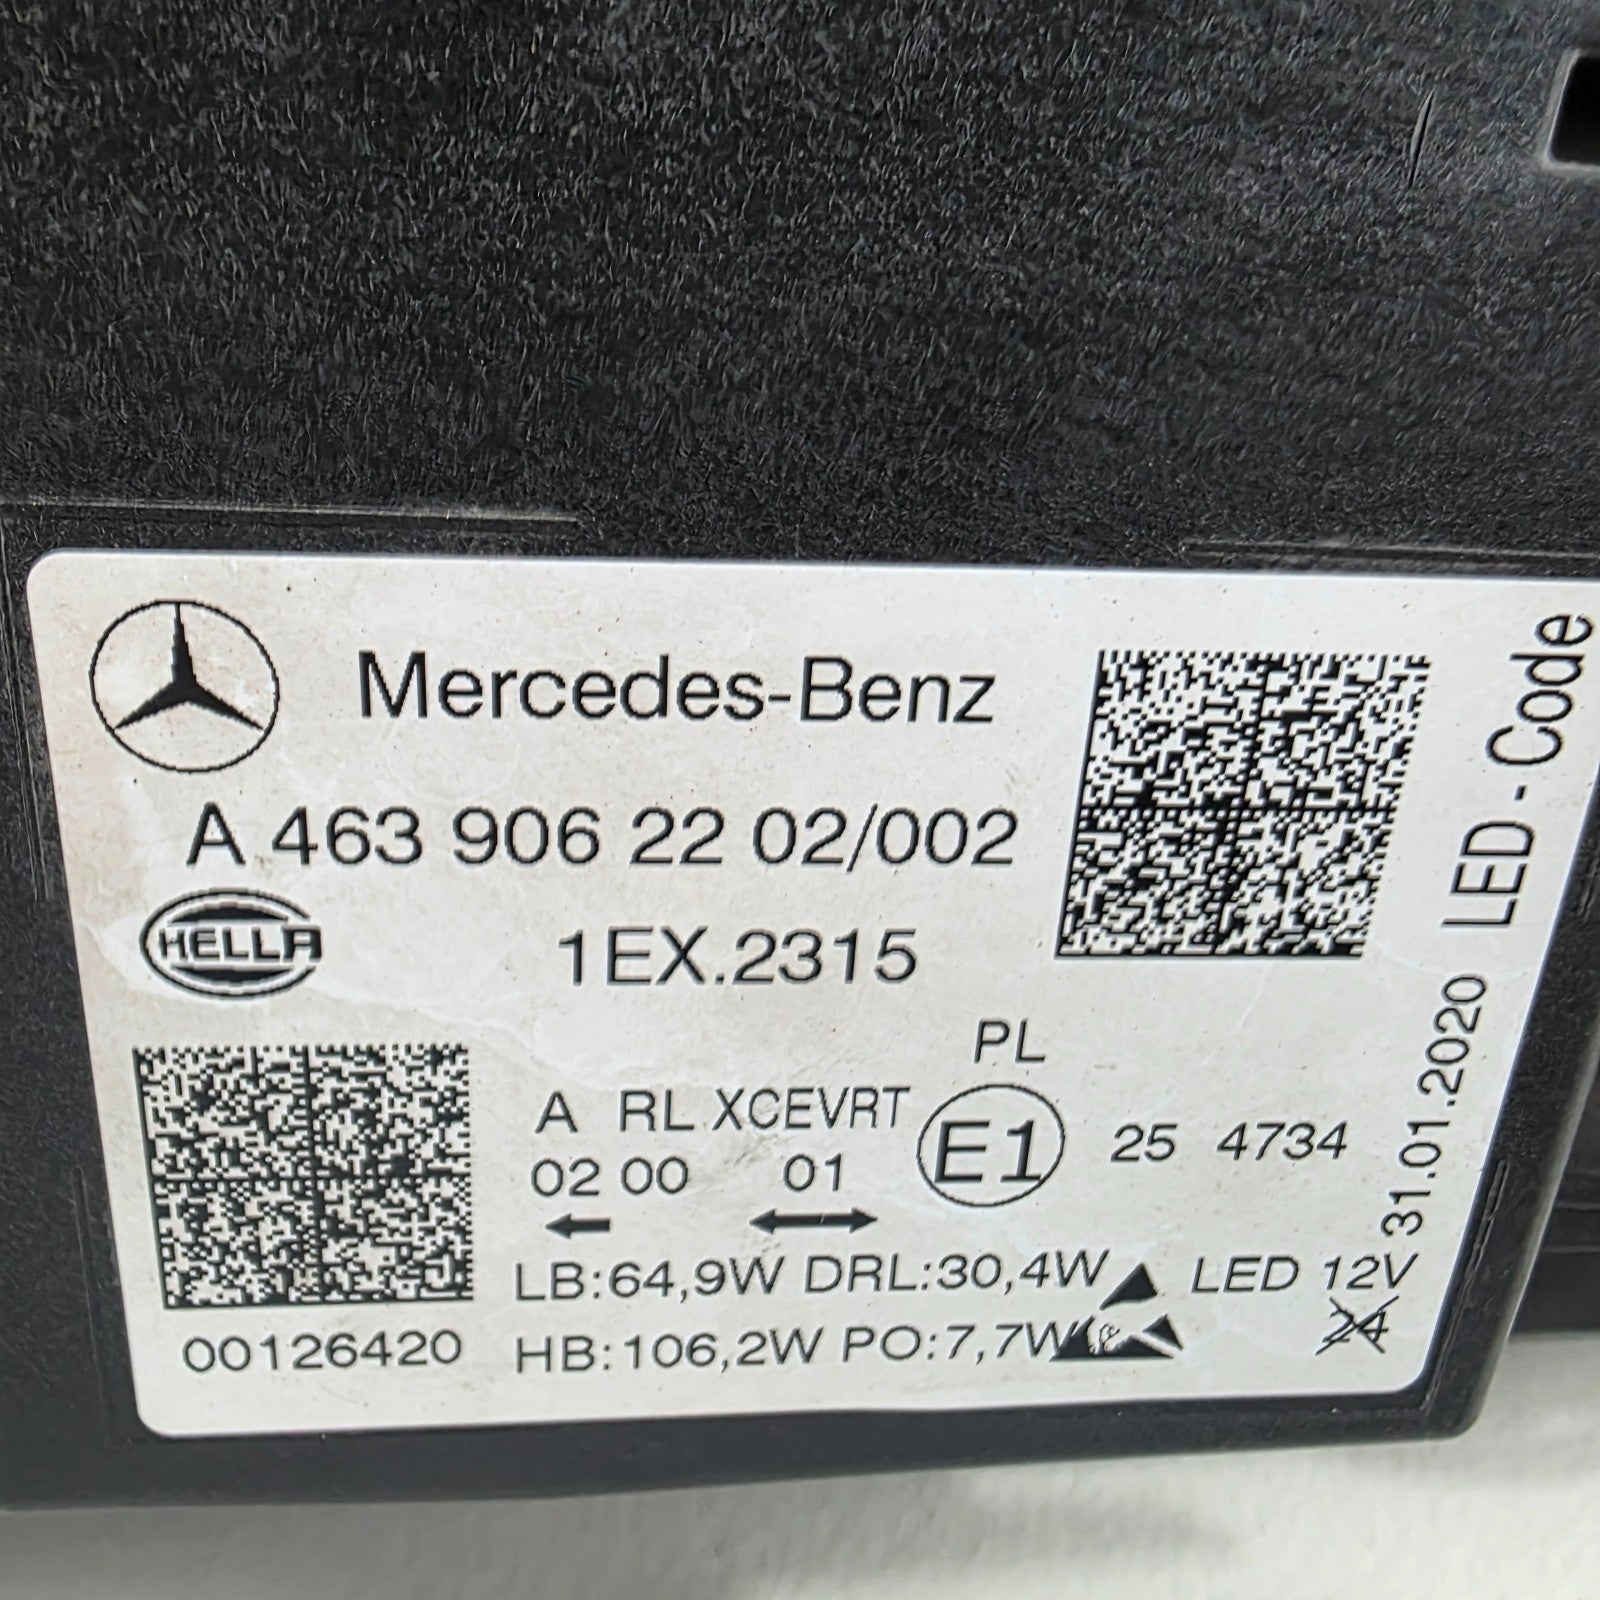 Mercedes-Benz
A 463 906 22 02/002
HELLA
1EX.2315
PL
A RL XCEVRT
E1
25 4734
02 00 01
LB:64,9W DRL:30,4W
LED 12V
24
00126420
HB:106,2W PO:7,7W
31.01.2020 LED - Code